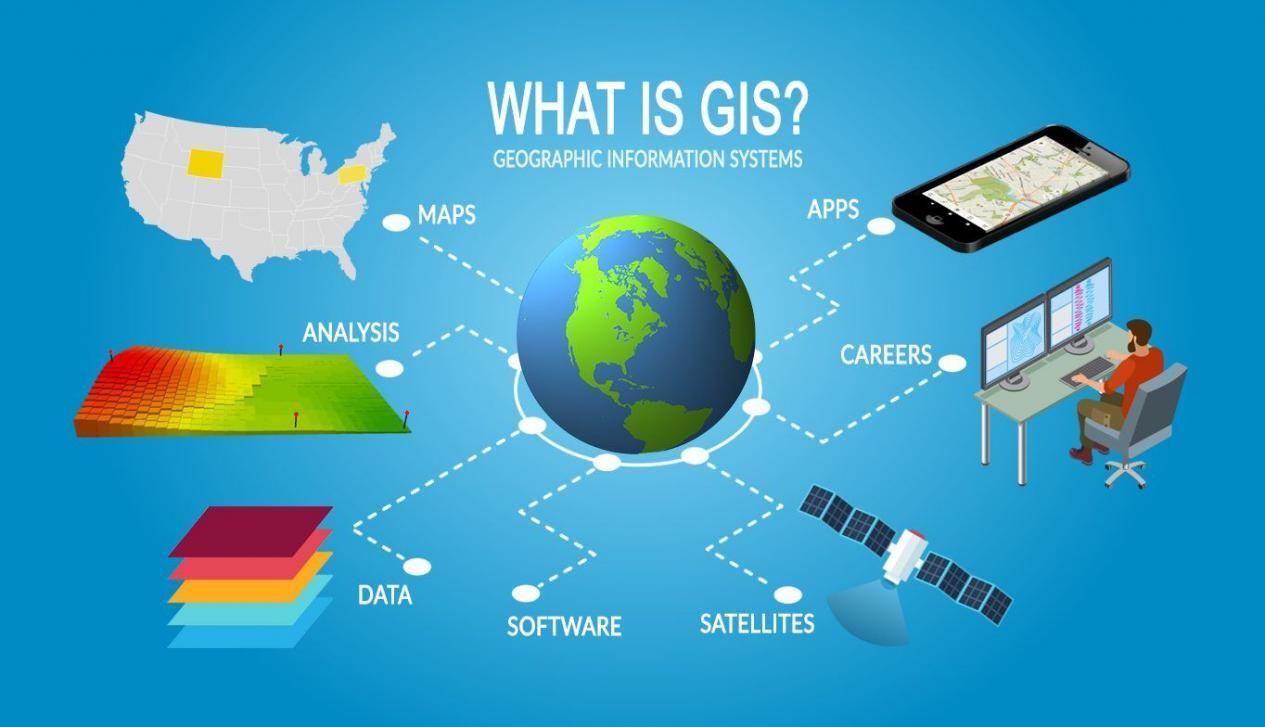 WHAT IS GIS?
GEOGRAPHIC INFORMATION SYSTEMS
MAPS
APPS
ANALYSIS
CAREERS
DATA
SOFTWARE
SATELLITES